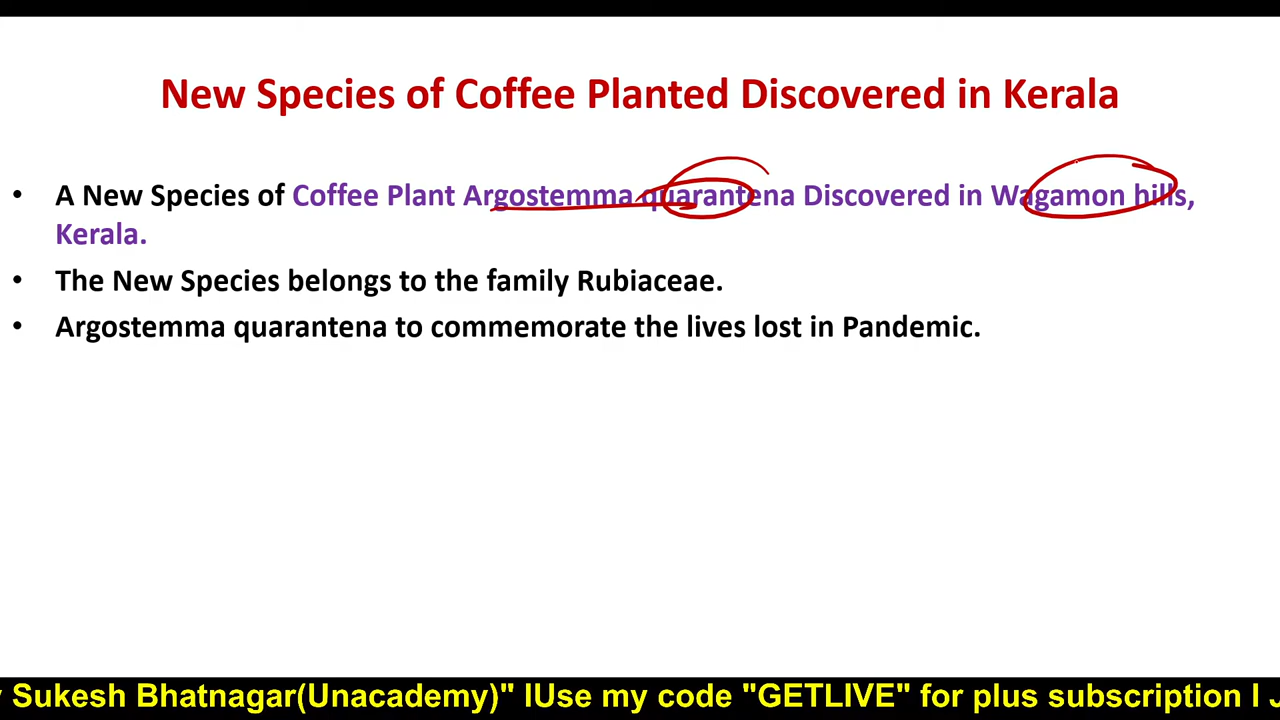 New Species of Coffee Planted Discovered in Kerala
• A New Species of Coffee Plant Argostemma quarantena Discovered in Wagamon hills,
Kerala.
• The New Species belongs to the family Rubiaceae.
• Argostemma quarantena to commemorate the lives lost in Pandemic.
Sukesh Bhatnagar(Unacademy)" lUse my code "GETLIVE" for plus subscription l